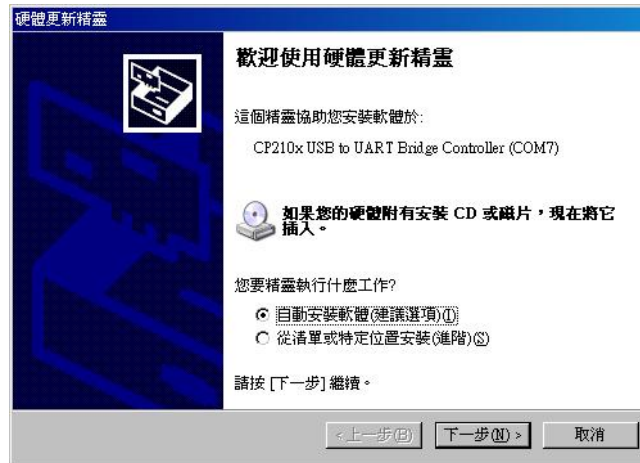 硬體更新精靈
歡迎使用硬體更新精靈
這個精靈協助您安裝軟體於:
CP210x USB to UART Bridge Controller (COM7)
如果您的硬體附有安裝 CD 或磁片，現在將它
插入。
您要精靈執行什麼工作?
自動安裝軟體(建議選項)(I)
從清單或特定位置安裝(進階)(S)
請按 [下一步] 繼續。
<上一步(B) 下一步(N) > 取消